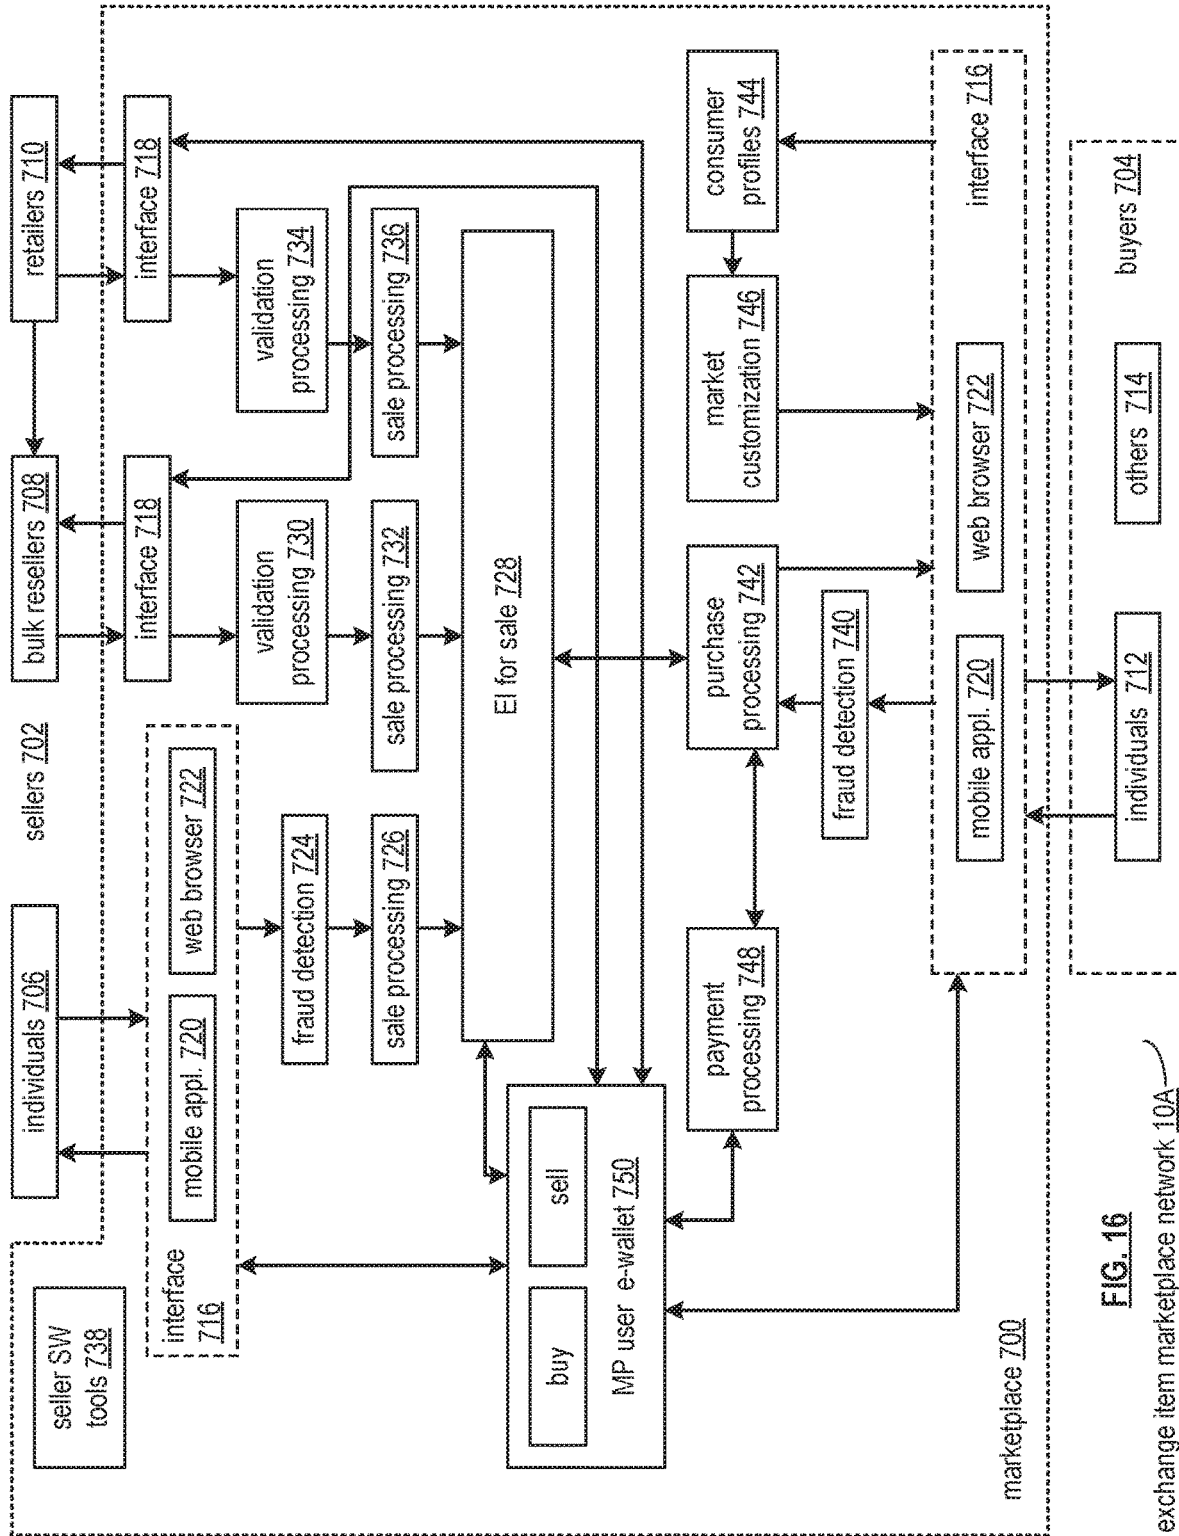 sellers 702
individuals 706
bulk resellers 708
retailers 710
seller SW
tools 738
interface
716
mobile appl. 720
web browser 722
interface 718
interface 718
fraud detection 724
validation
processing 730
validation
processing 734
sale processing 726
sale processing 732
sale processing 736
EI for sale 728
buy
sell
MP user e-wallet 750
payment
processing 748
purchase
processing 742
market
customization 746
consumer
profiles 744
fraud detection 740
mobile appl. 720
web browser 722
interface 716
marketplace 700
individuals 712
others 714
buyers 704
FIG. 16
exchange item marketplace network 10A